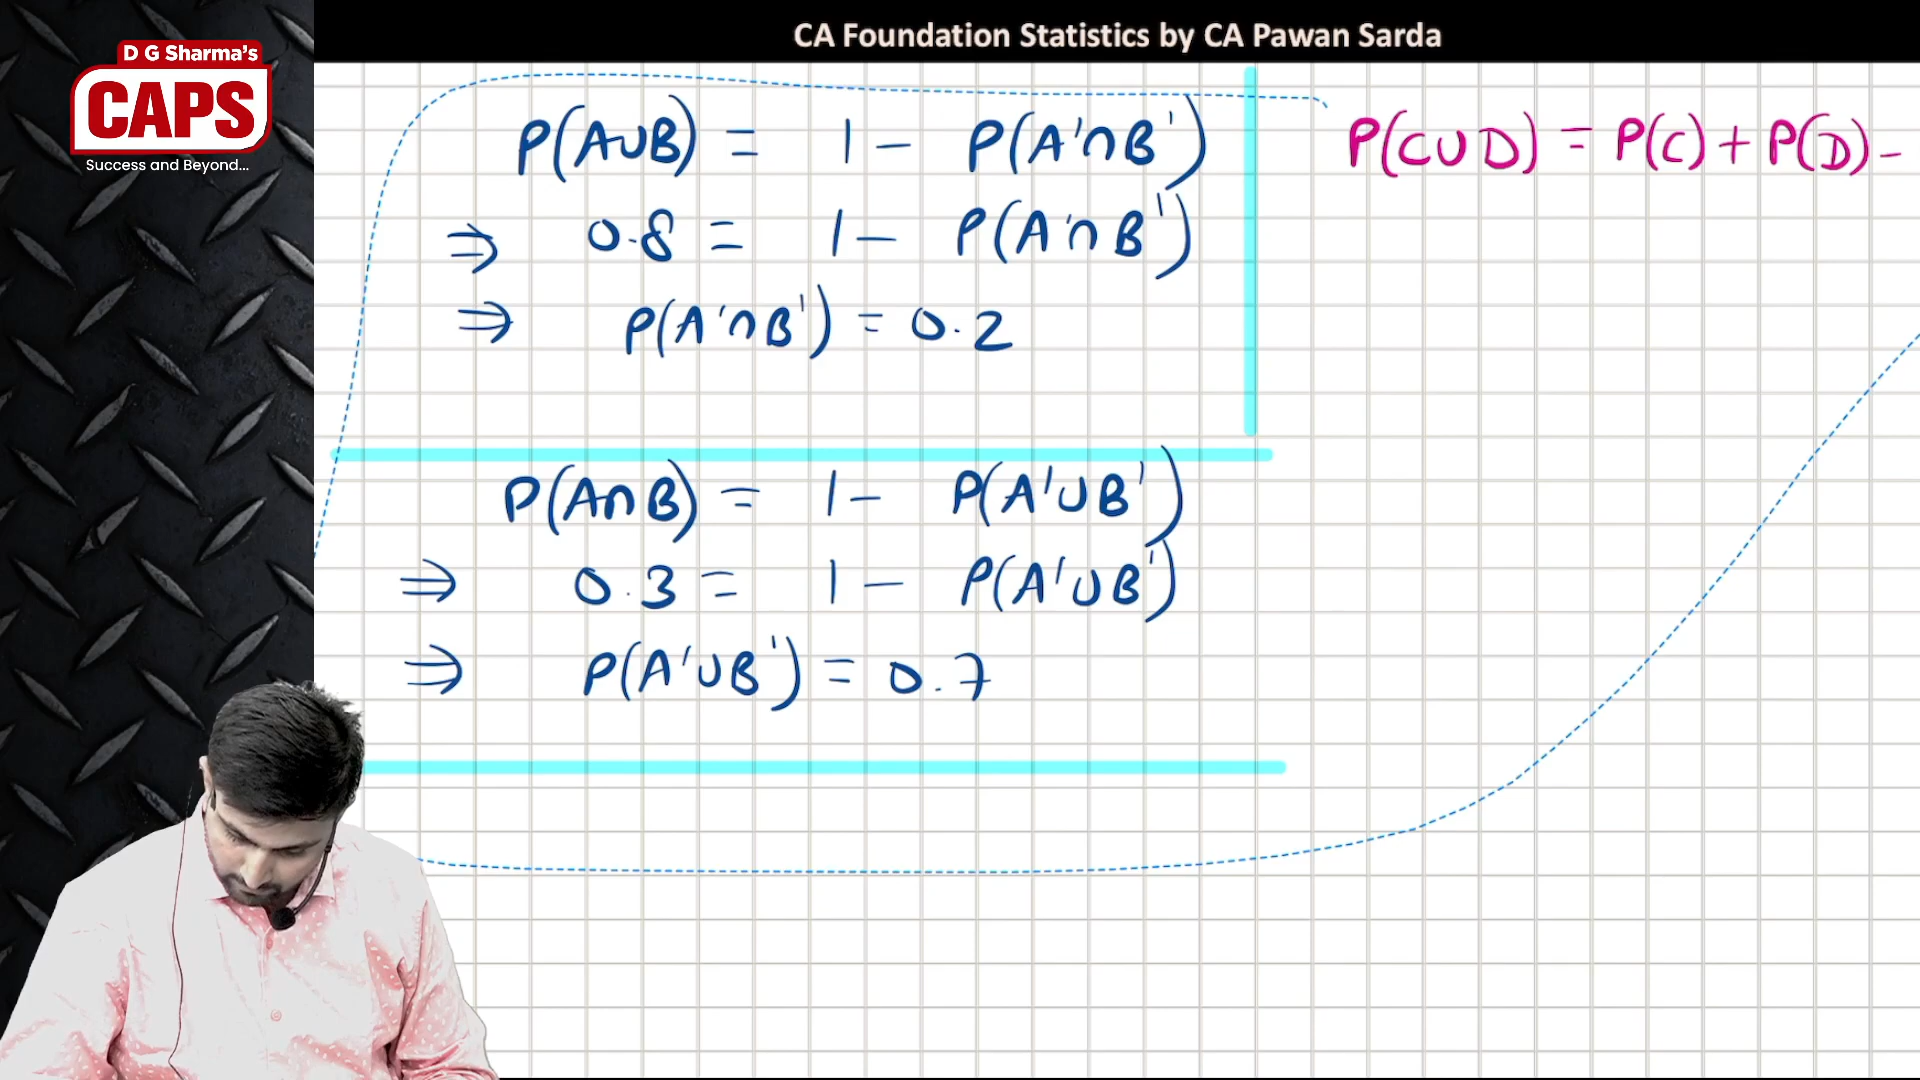 CA Foundation Statistics by CA Pawan Sarda
D G Sharma's
CAPS
Success and Beyond...
P(A∪B) = 1 - P(A'∩B')
⇒ 0.8 = 1 - P(A'∩B')
⇒ P(A'∩B') = 0.2
P(A∩B) = 1 - P(A'∪B')
⇒ 0.3 = 1 - P(A'∪B')
⇒ P(A'∪B') = 0.7
P(C∪D) = P(C) + P(D) -